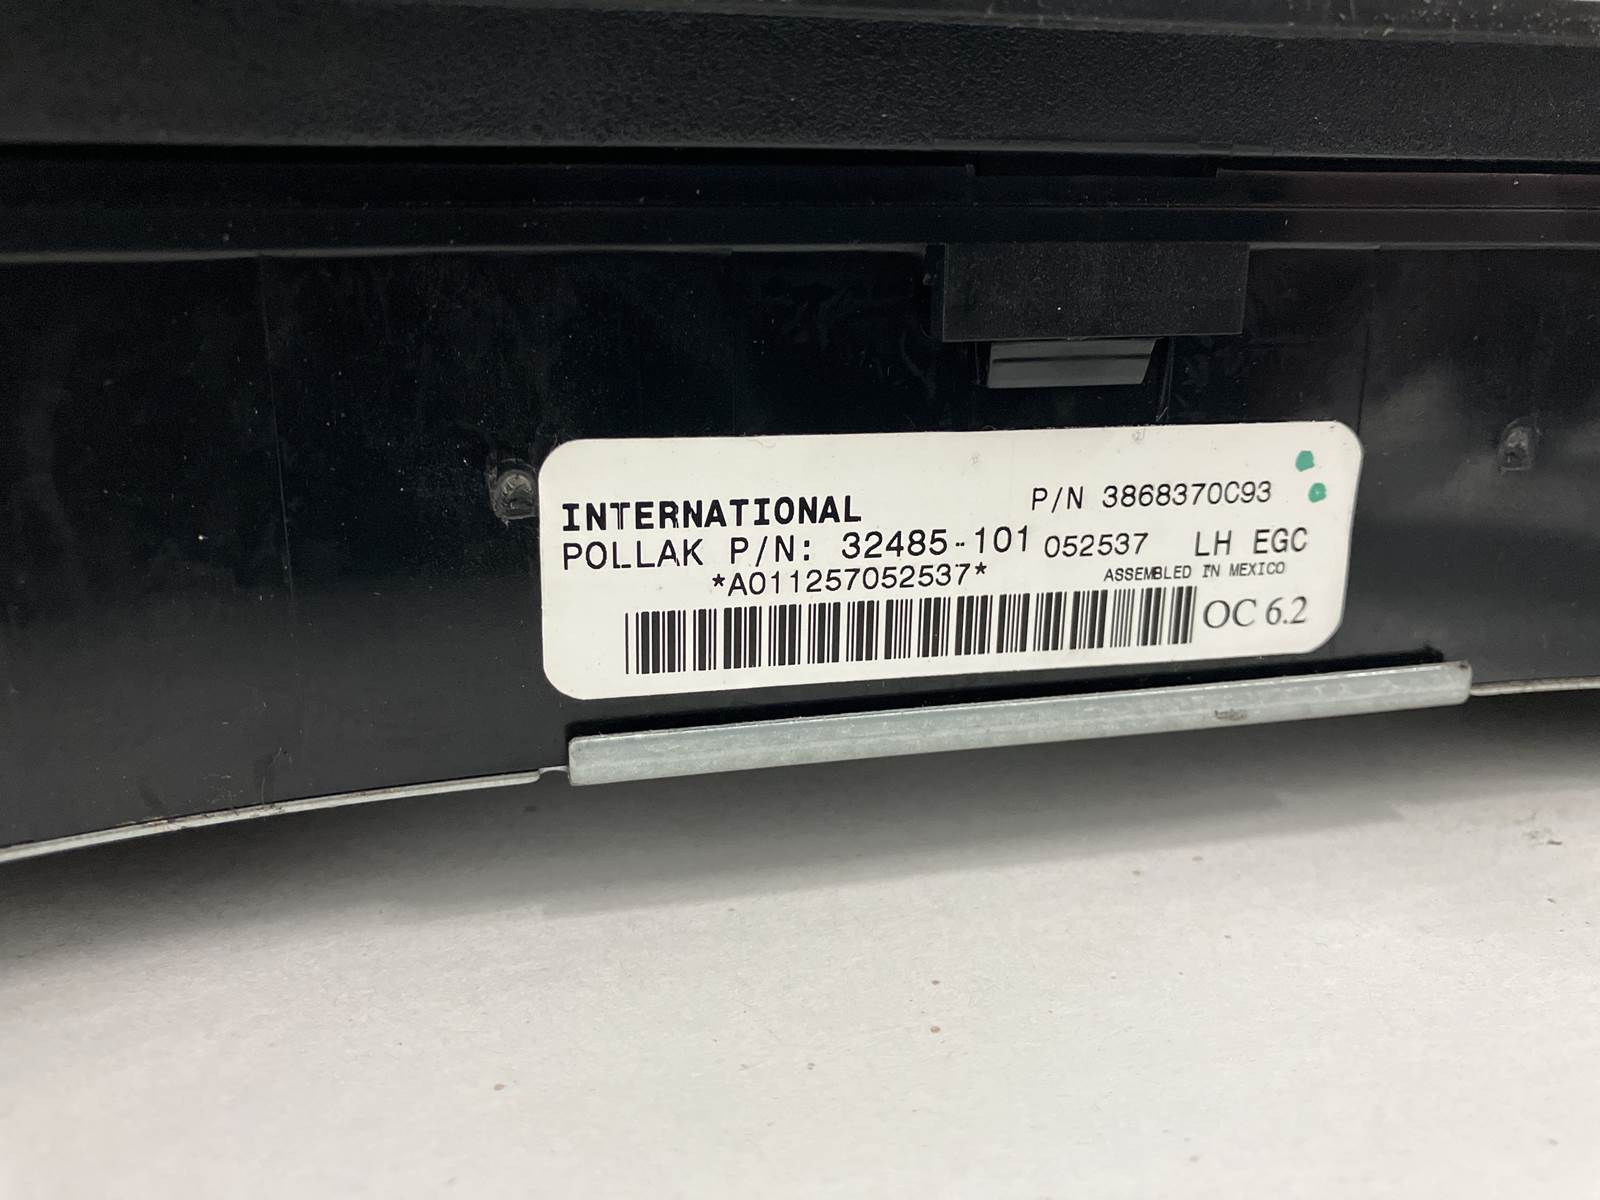 INTERNATIONAL P/N 3868370C93
POLLAK P/N: 32485-101 052537 LH EGC
*A011257052537* ASSEMBLED IN MEXICO
OC 6.2